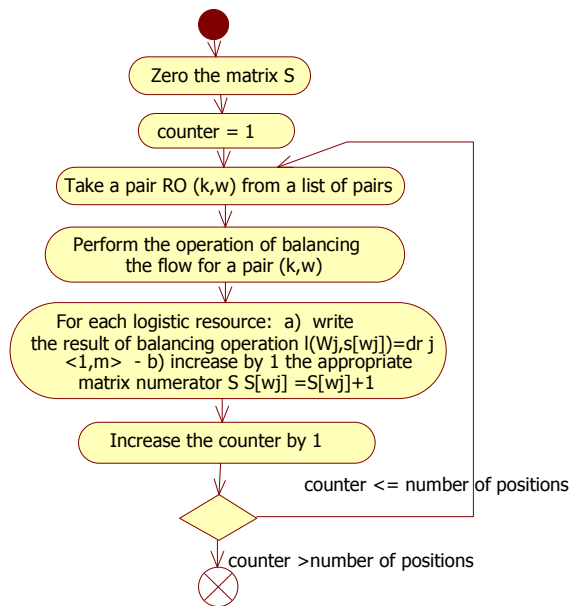 Zero the matrix S
counter = 1
Take a pair RO (k,w) from a list of pairs
Perform the operation of balancing
the flow for a pair (k,w)
For each logistic resource:  a)  write
the result of balancing operation l(Wj,s[wj])=dr j
<1,m>  - b) increase by 1 the appropriate
matrix numerator S S[wj] =S[wj]+1
Increase the counter by 1
counter <= number of positions
counter >number of positions